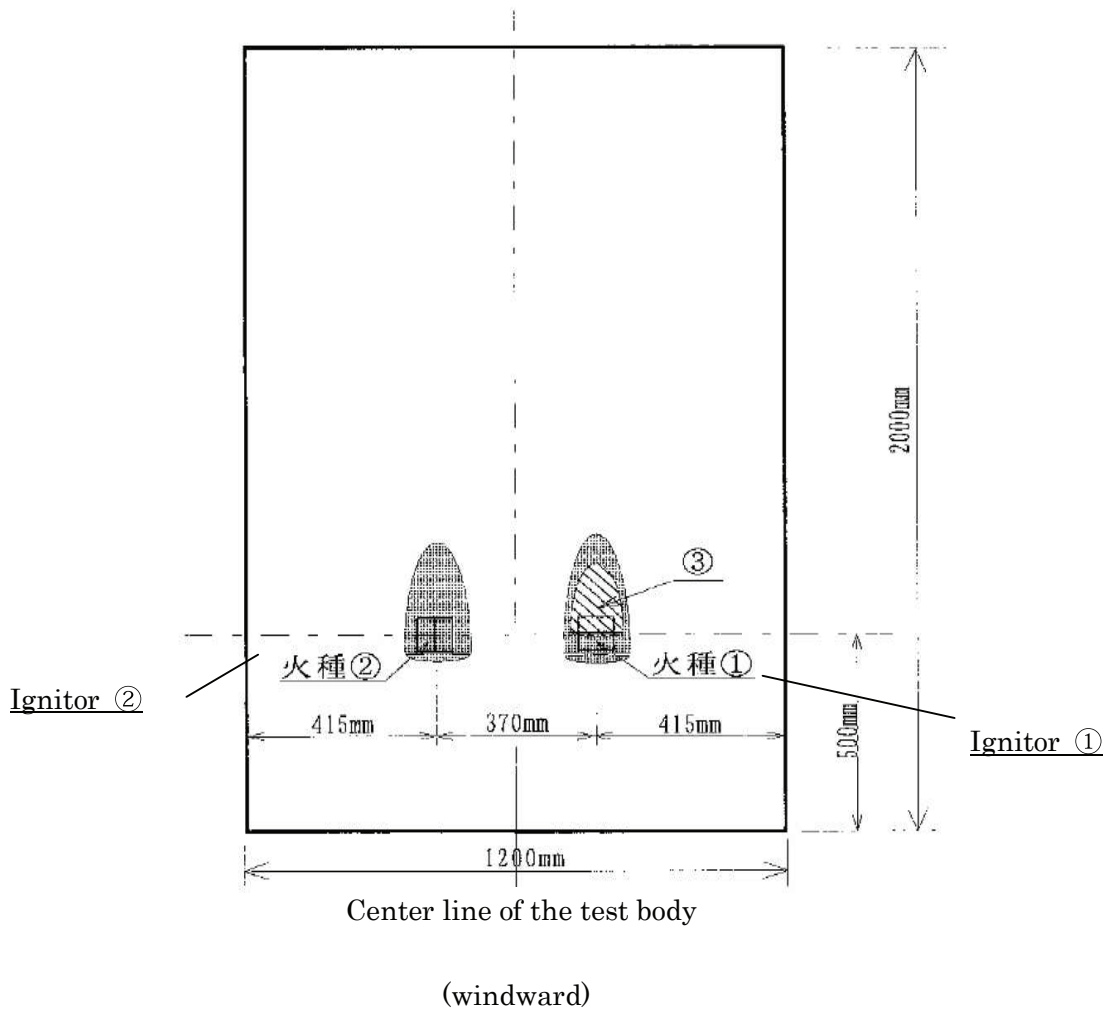 2000mm
③
火種②
火種①
Ignitor ②
415mm
370mm
415mm
500mm
Ignitor ①
1200mm
Center line of the test body
(windward)